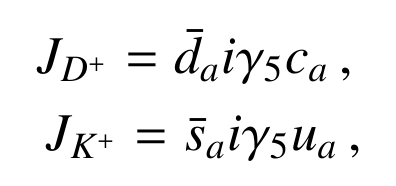 J_{D^+} = \bar{d}_a i\gamma_5 c_a ,
J_{K^+} = \bar{s}_a i\gamma_5 u_a ,